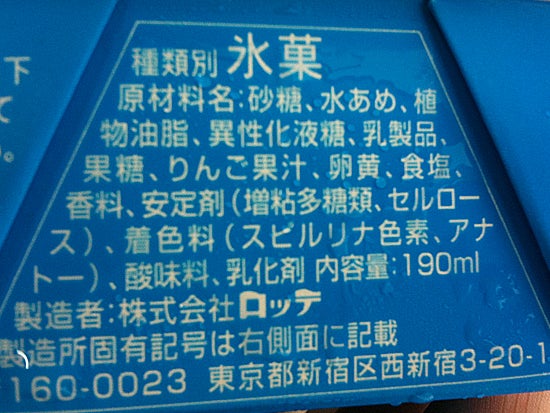 下
て
。
種類別 氷菓
原材料名:砂糖、水あめ、植
物油脂、異性化液糖、乳製品、
果糖、りんご果汁、卵黄、食塩、
香料、安定剤(増粘多糖類、セルロー
ス)、着色料(スピルリナ色素、アナ
トー)、酸味料、乳化剤 内容量:190ml
製造者:株式会社ロッテ
製造所固有記号は右側面に記載
160-0023 東京都新宿区西新宿3-20-1